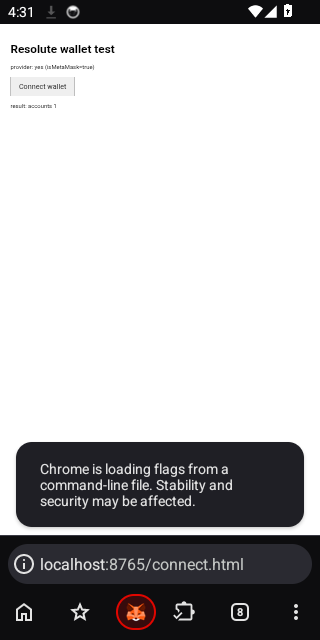 4:31
Resolute wallet test
provider: yes (isMetaMask=true)
Connect wallet
result: accounts 1
Chrome is loading flags from a
command-line file. Stability and
security may be affected.
localhost:8765/connect.html
8